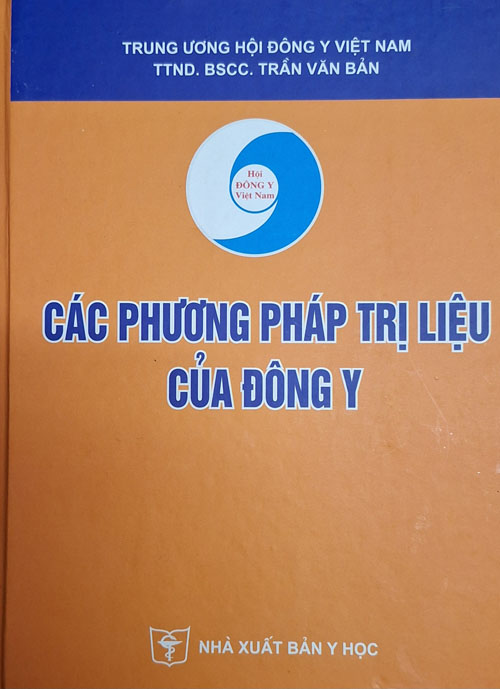 TRUNG ƯƠNG HỘI ĐÔNG Y VIỆT NAM
TTND. BSCC. TRẦN VĂN BẢN
Hội
ĐÔNG Y
Việt Nam
CÁC PHƯƠNG PHÁP TRỊ LIỆU
CỦA ĐÔNG Y
NHÀ XUẤT BẢN Y HỌC